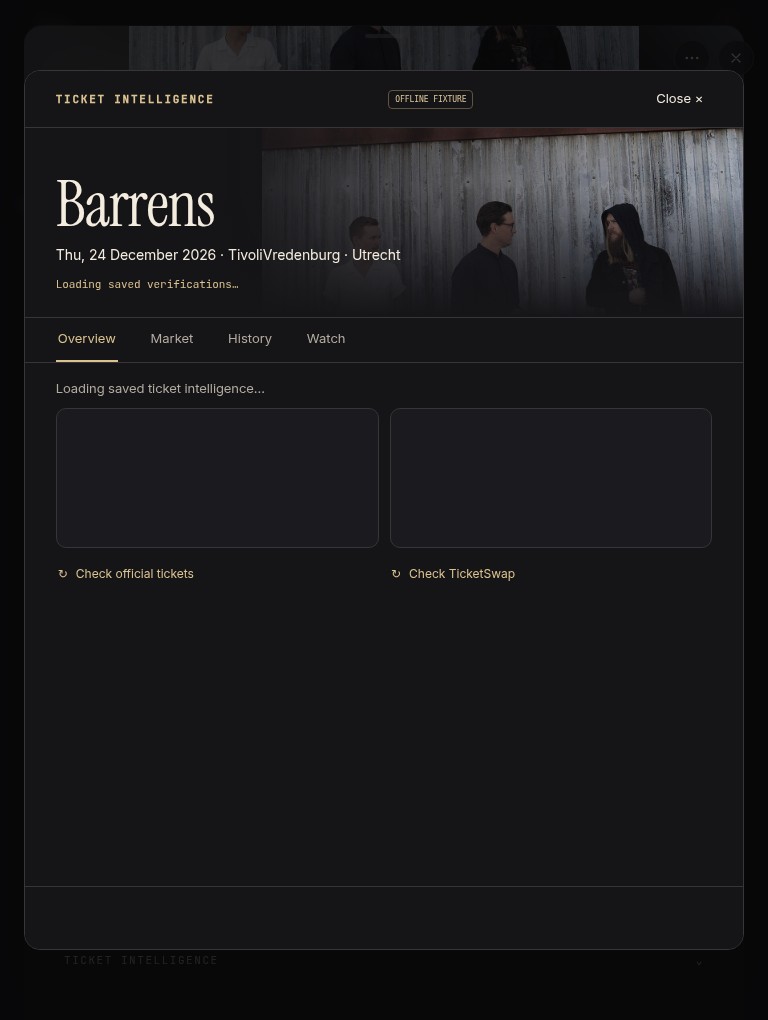 TICKET INTELLIGENCE
OFFLINE FIXTURE
Close ×
Barrens
Thu, 24 December 2026 · TivoliVredenburg · Utrecht
Loading saved verifications…
Overview
Market
History
Watch
Loading saved ticket intelligence…
↻ Check official tickets
↻ Check TicketSwap
TICKET INTELLIGENCE